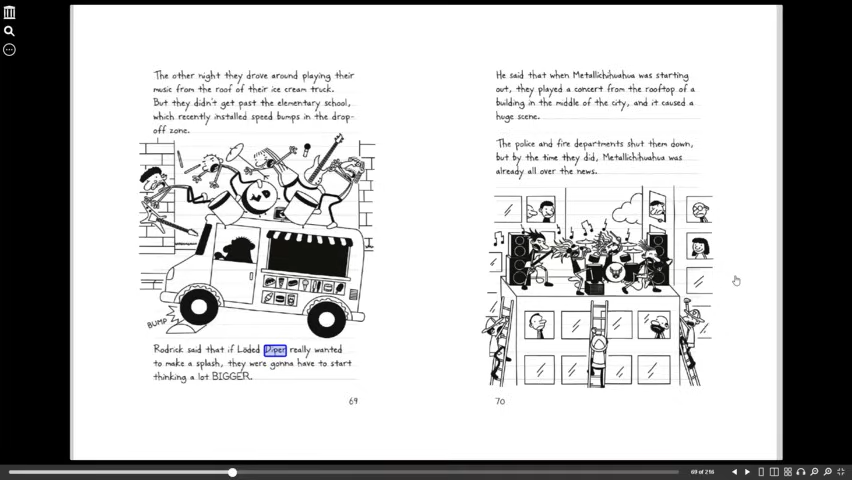 The other night they drove around playing their
music from the roof of their ice cream truck.
But they didn't get past the elementary school,
which recently installed speed bumps in the drop-
off zone.
BUMP
Rodrick said that if Löded Diper really wanted
to make a splash, they were gonna have to start
thinking a lot BIGGER.
69
He said that when Metallichihuahua was starting
out, they played a concert from the rooftop of a
building in the middle of the city, and it caused a
huge scene.
The police and fire departments shut them down,
but by the time they did, Metallichihuahua was
already all over the news.
70
69 of 216